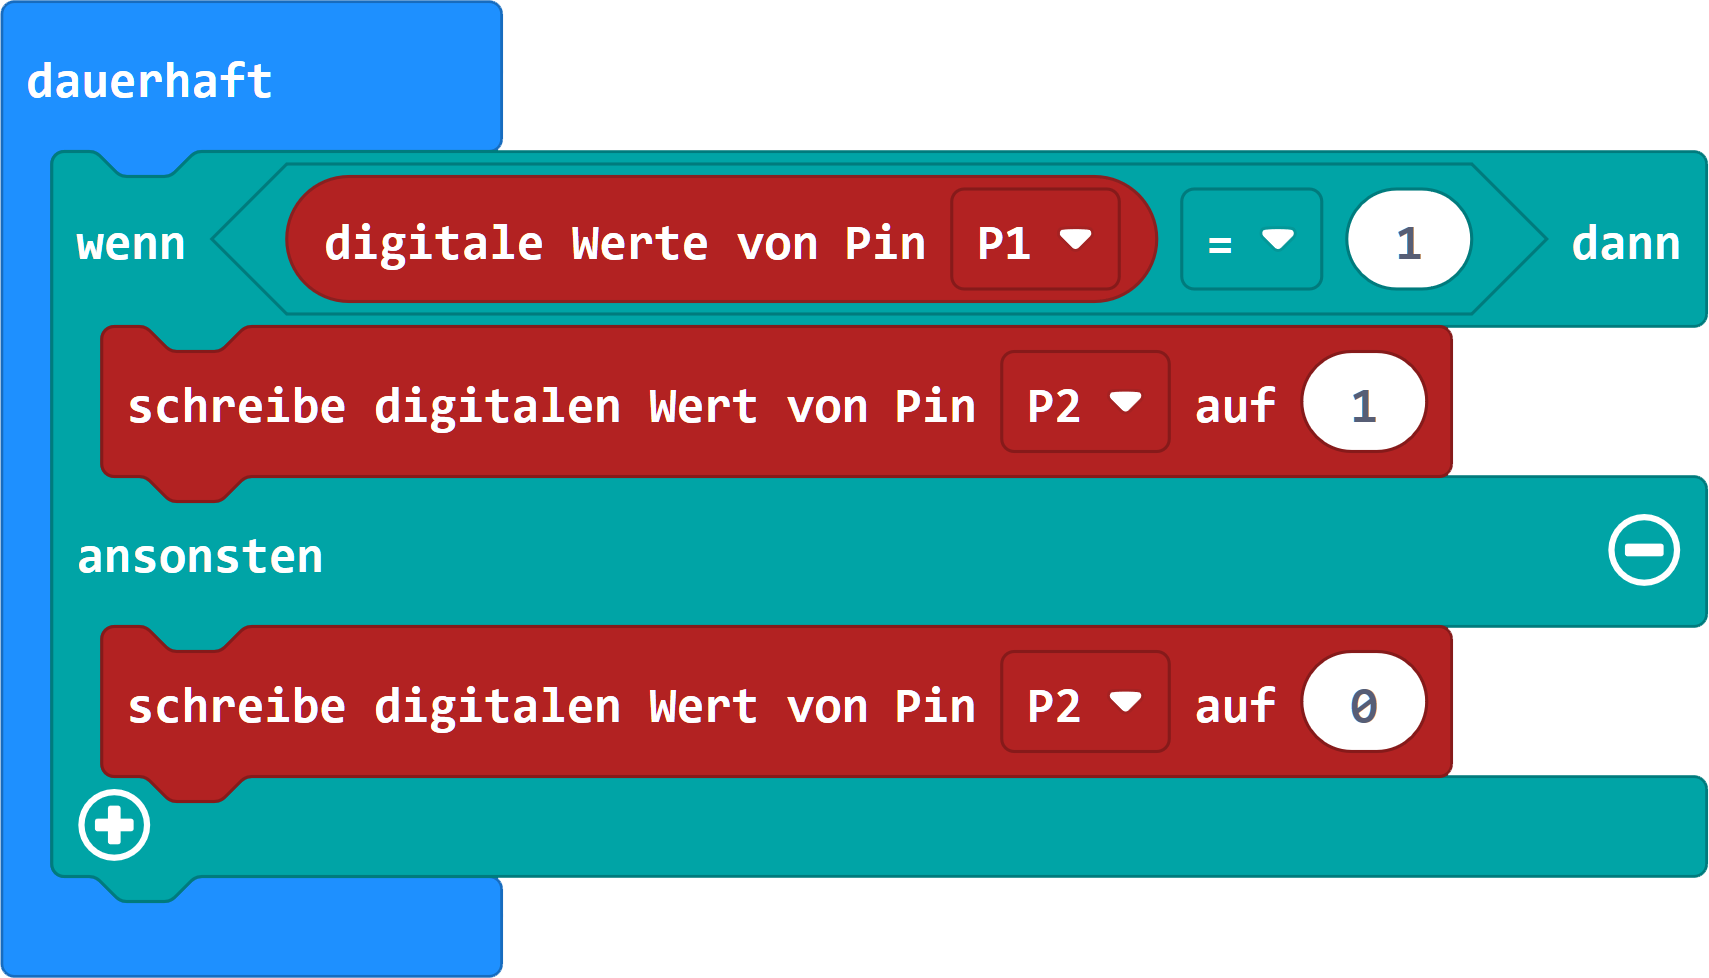 dauerhaft
wenn digitale Werte von Pin P1 = 1 dann
schreibe digitalen Wert von Pin P2 auf 1
ansonsten
schreibe digitalen Wert von Pin P2 auf 0